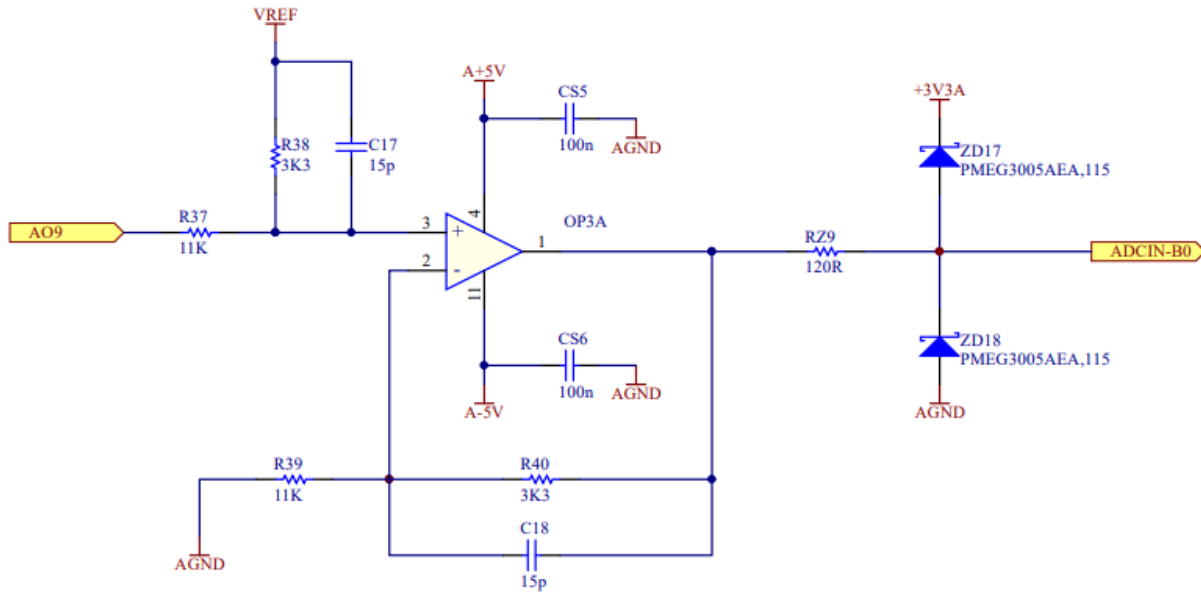 VREF
A+5V
CS5
100n
AGND
+3V3A
R38
3K3
C17
15p
ZD17
PMEG3005AEA,115
AO9
R37
11K
3
+
2
-
4
11
1
OP3A
RZ9
120R
ADCIN-B0
CS6
100n
AGND
A-5V
ZD18
PMEG3005AEA,115
AGND
R39
11K
R40
3K3
C18
15p
AGND